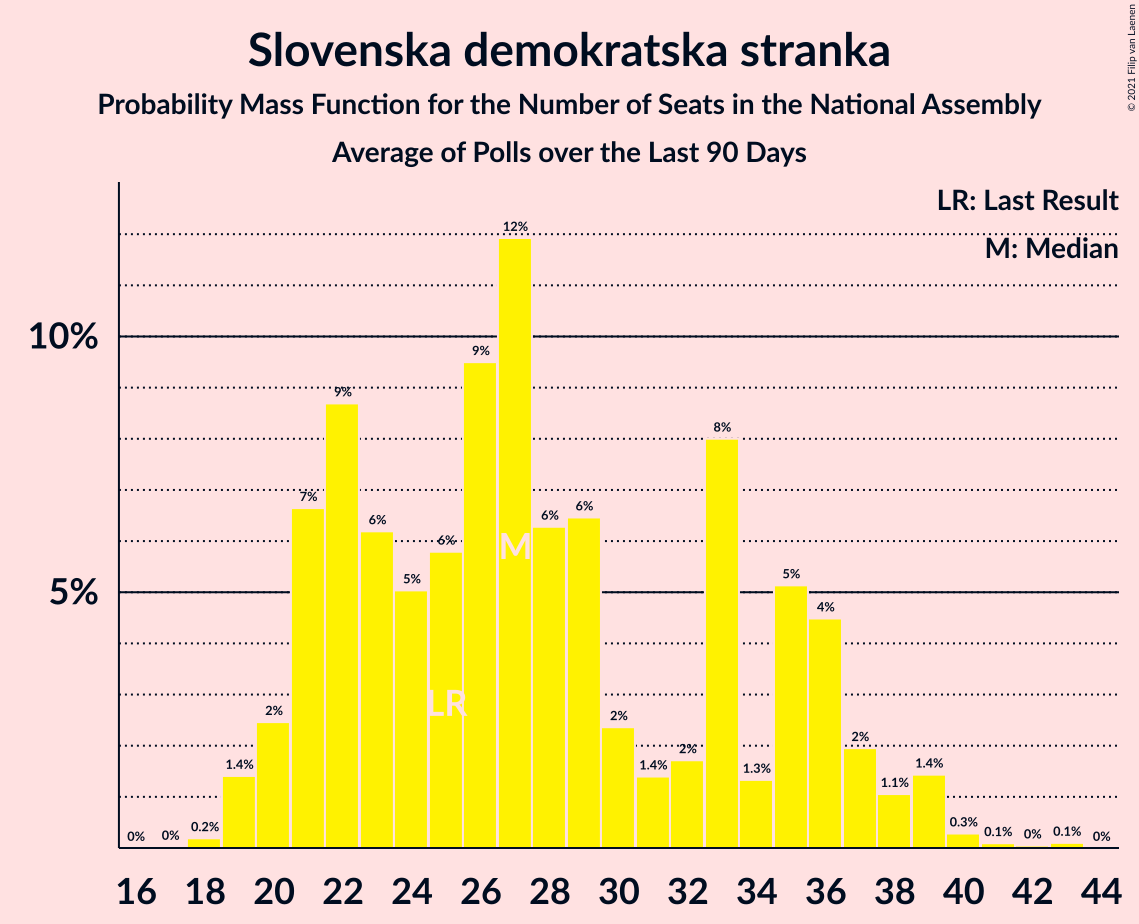 Slovenska demokratska stranka
Probability Mass Function for the Number of Seats in the National Assembly
Average of Polls over the Last 90 Days
© 2021 Filip van Laenen
LR: Last Result
M: Median
10%
5%
0% 0% 0.2% 1.4% 2% 7% 9% 6% 5% 6% 9% 12% 6% 6% 2% 1.4% 2% 8% 1.3% 5% 4% 2% 1.1% 1.4% 0.3% 0.1% 0% 0.1% 0%
M
LR
16 18 20 22 24 26 28 30 32 34 36 38 40 42 44